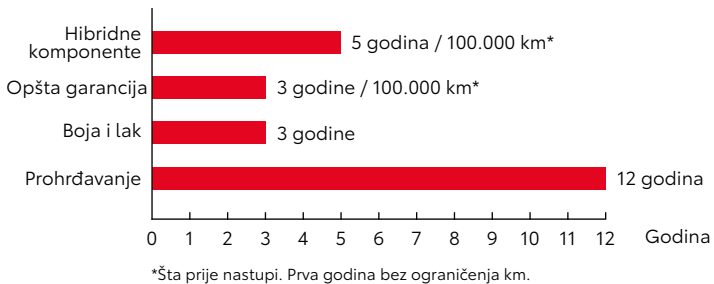 Hibridne
komponente
5 godina / 100.000 km*
Opšta garancija
3 godine / 100.000 km*
Boja i lak
3 godine
Prohrđavanje
12 godina
0 1 2 3 4 5 6 7 8 9 10 11 12 Godina
*Šta prije nastupi. Prva godina bez ograničenja km.